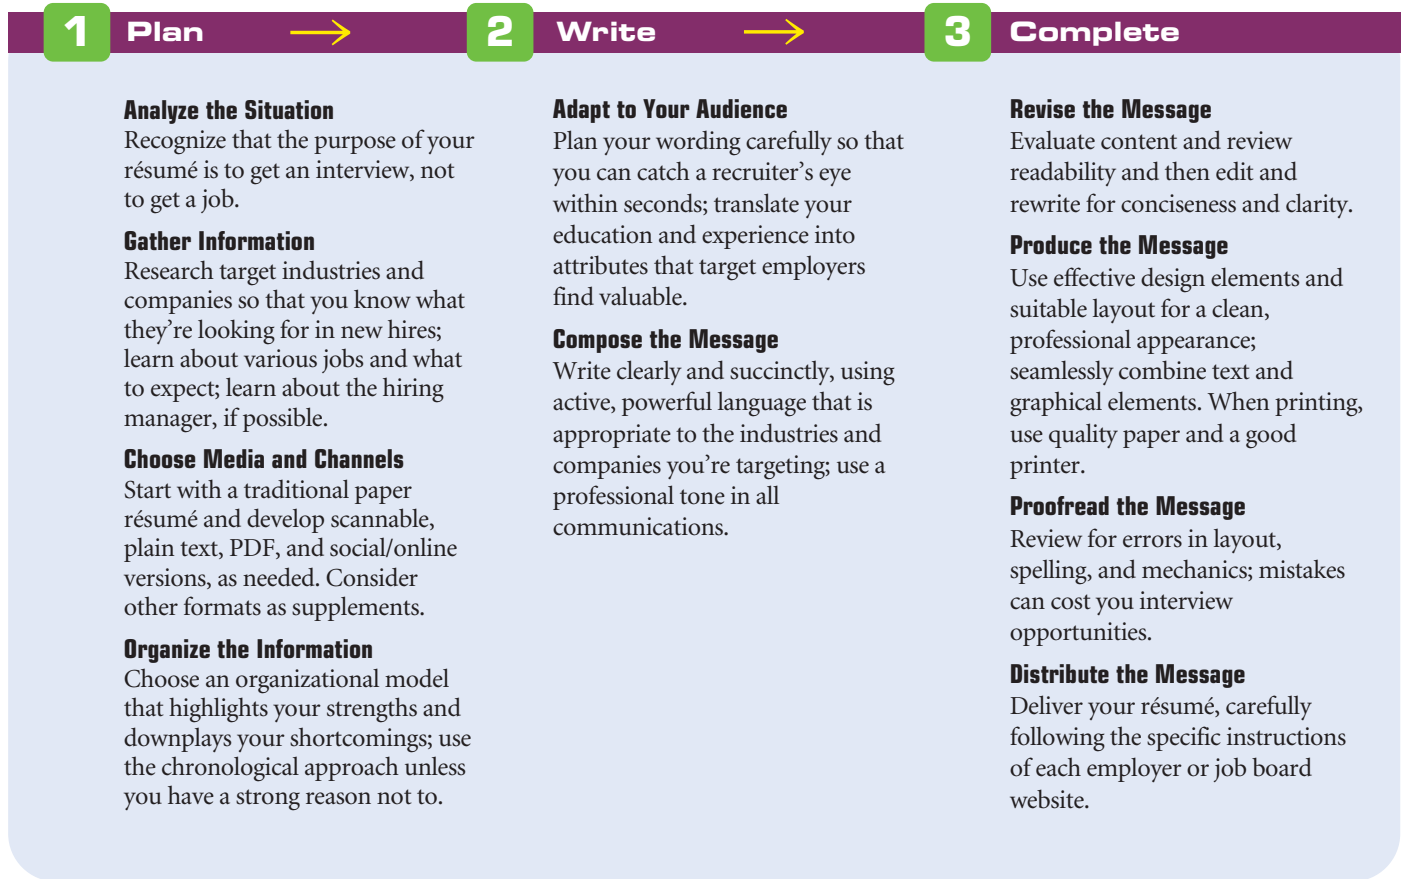 1 Plan → 2 Write → 3 Complete
Analyze the Situation
Recognize that the purpose of your
résumé is to get an interview, not
to get a job.
Gather Information
Research target industries and
companies so that you know what
they're looking for in new hires;
learn about various jobs and what
to expect; learn about the hiring
manager, if possible.
Choose Media and Channels
Start with a traditional paper
résumé and develop scannable,
plain text, PDF, and social/online
versions, as needed. Consider
other formats as supplements.
Organize the Information
Choose an organizational model
that highlights your strengths and
downplays your shortcomings; use
the chronological approach unless
you have a strong reason not to.
Adapt to Your Audience
Plan your wording carefully so that
you can catch a recruiter's eye
within seconds; translate your
education and experience into
attributes that target employers
find valuable.
Compose the Message
Write clearly and succinctly, using
active, powerful language that is
appropriate to the industries and
companies you're targeting; use a
professional tone in all
communications.
Revise the Message
Evaluate content and review
readability and then edit and
rewrite for conciseness and clarity.
Produce the Message
Use effective design elements and
suitable layout for a clean,
professional appearance;
seamlessly combine text and
graphical elements. When printing,
use quality paper and a good
printer.
Proofread the Message
Review for errors in layout,
spelling, and mechanics; mistakes
can cost you interview
opportunities.
Distribute the Message
Deliver your résumé, carefully
following the specific instructions
of each employer or job board
website.